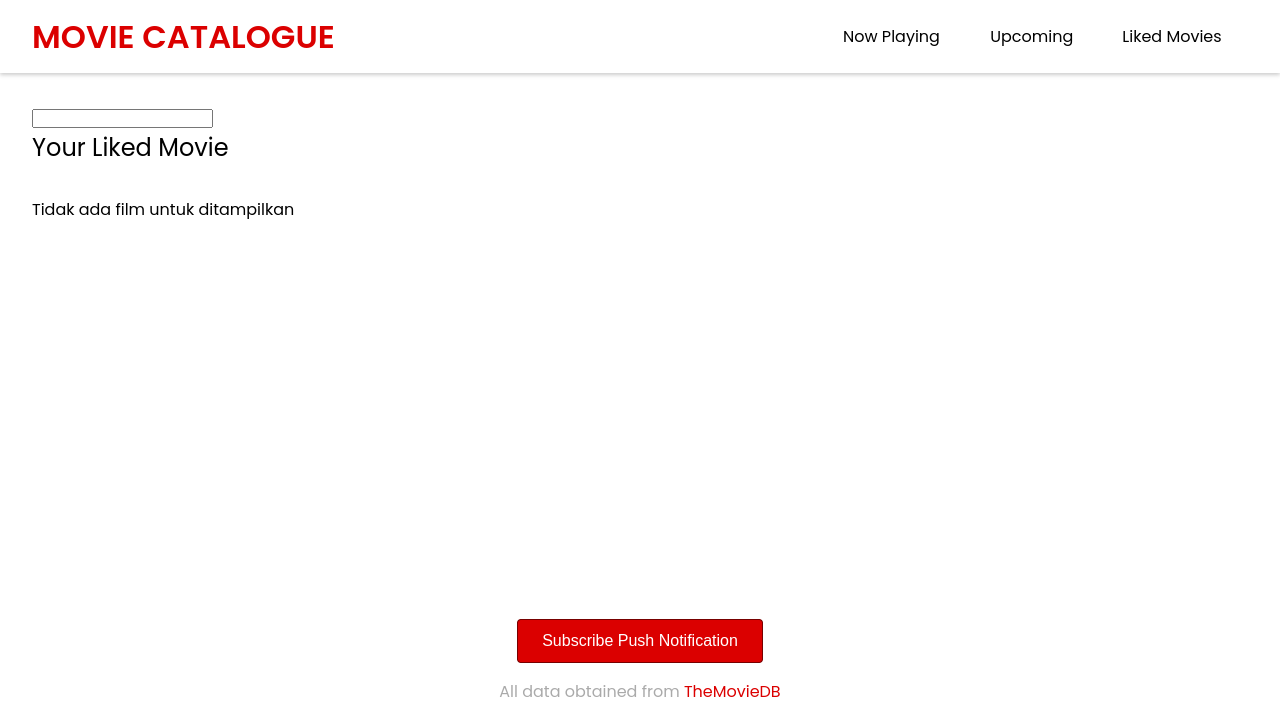 MOVIE CATALOGUE
Now Playing
Upcoming
Liked Movies
Your Liked Movie
Tidak ada film untuk ditampilkan
Subscribe Push Notification
All data obtained from TheMovieDB